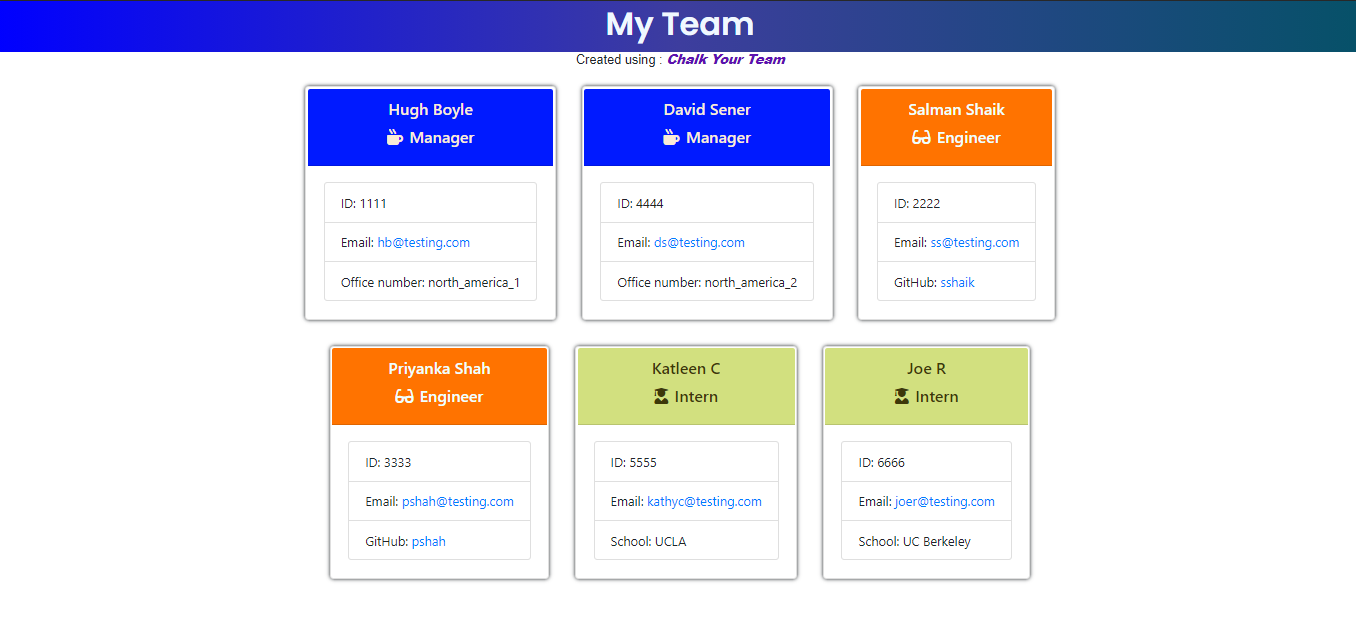 My Team
Created using : Chalk Your Team
Hugh Boyle
Manager
ID: 1111
Email: hb@testing.com
Office number: north_america_1
David Sener
Manager
ID: 4444
Email: ds@testing.com
Office number: north_america_2
Salman Shaik
Engineer
ID: 2222
Email: ss@testing.com
GitHub: sshaik
Priyanka Shah
Engineer
ID: 3333
Email: pshah@testing.com
GitHub: pshah
Katleen C
Intern
ID: 5555
Email: kathyc@testing.com
School: UCLA
Joe R
Intern
ID: 6666
Email: joer@testing.com
School: UC Berkeley